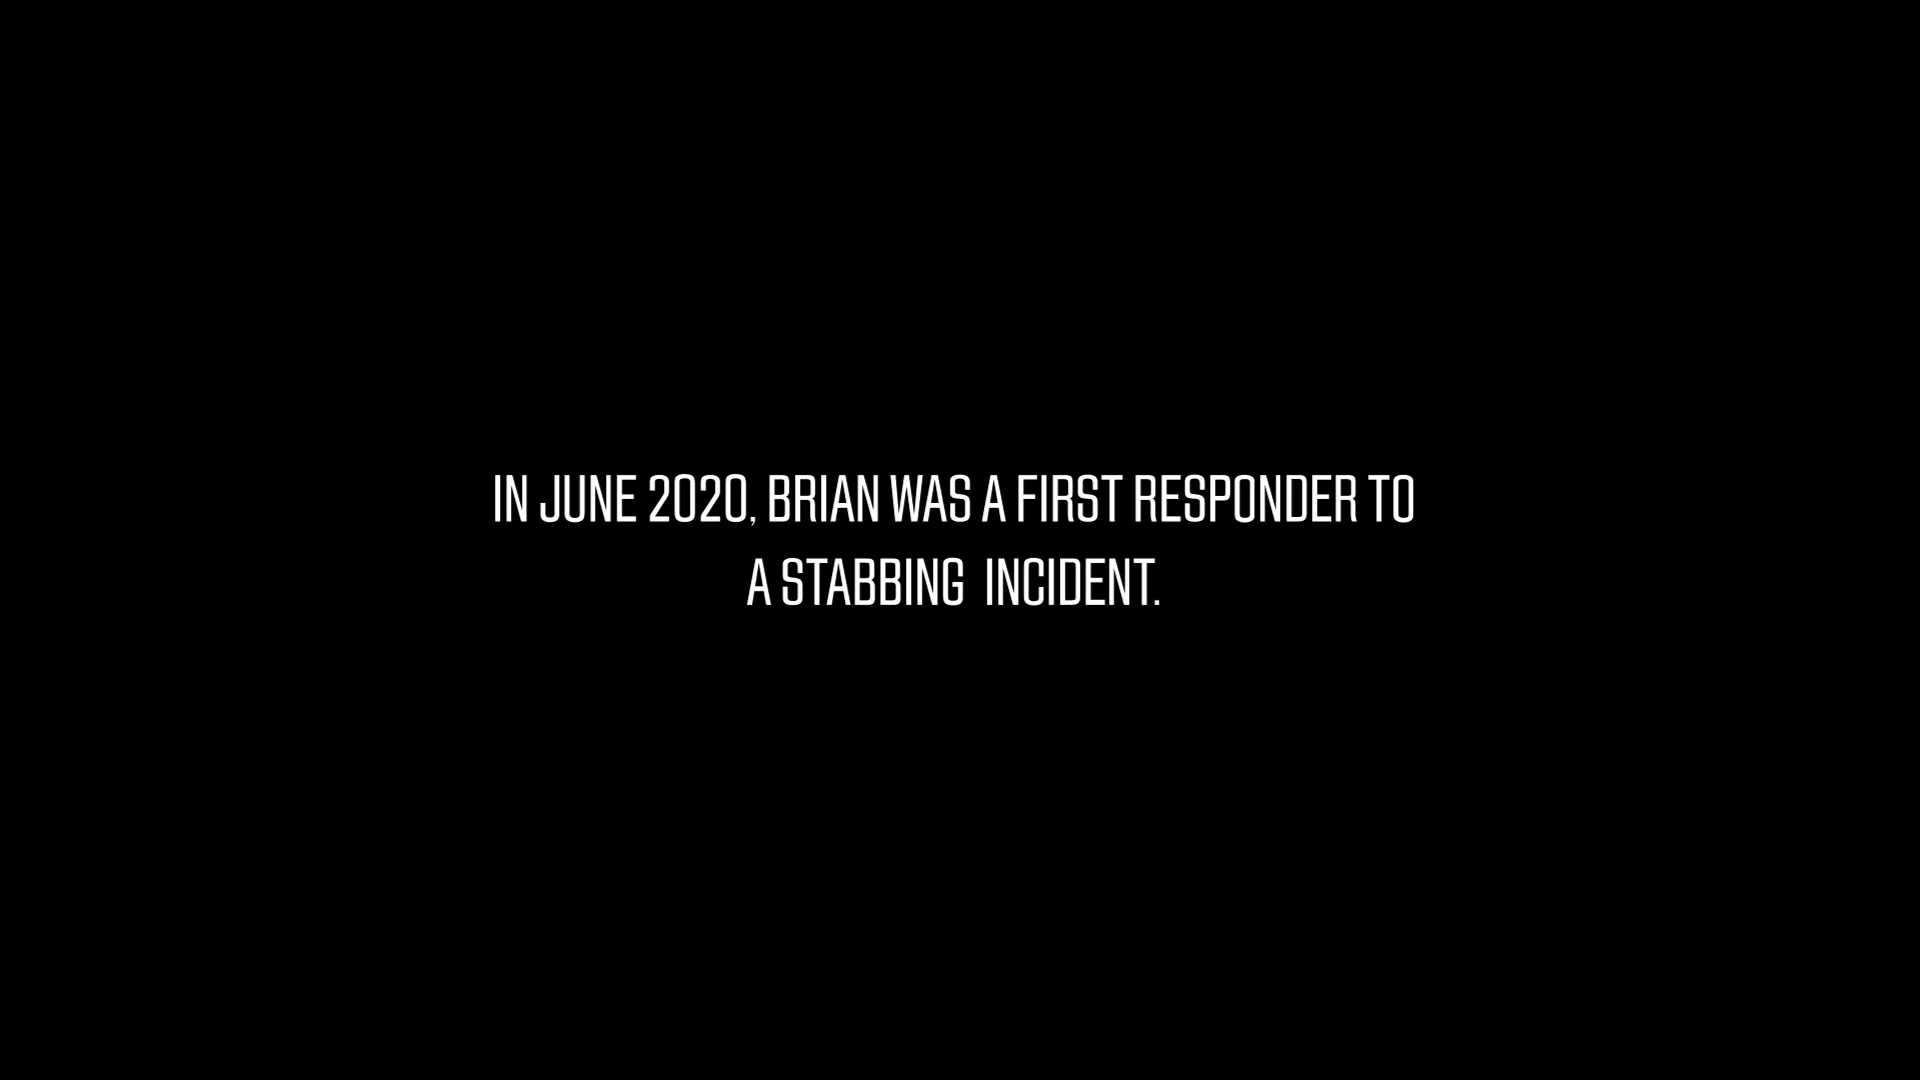 IN JUNE 2020, BRIAN WAS A FIRST RESPONDER TO
A STABBING  INCIDENT.